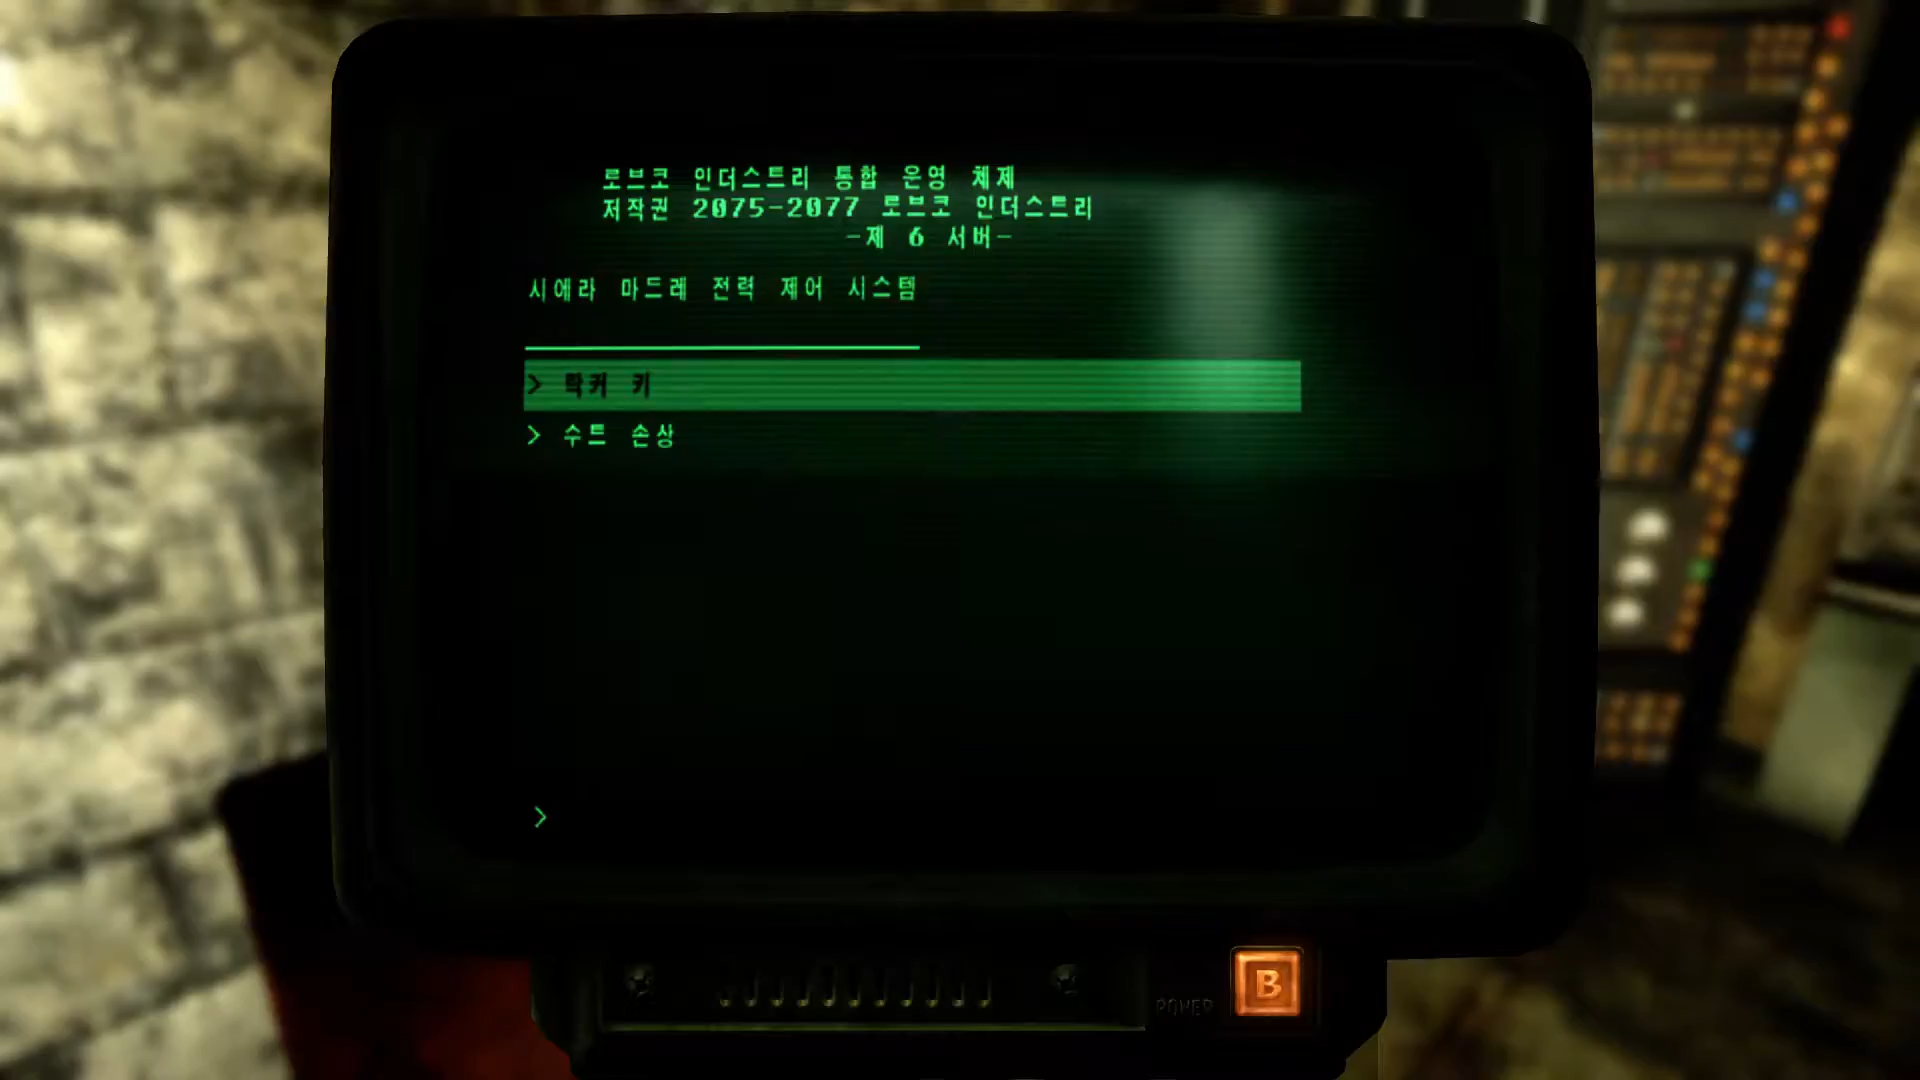 로브코 인더스트리 통합 운영 체제
저작권 2075-2077 로브코 인더스트리
-제 6 서버-
시에라 마드레 전력 제어 시스템
> 락커 키
> 수트 손상
>
POWER B